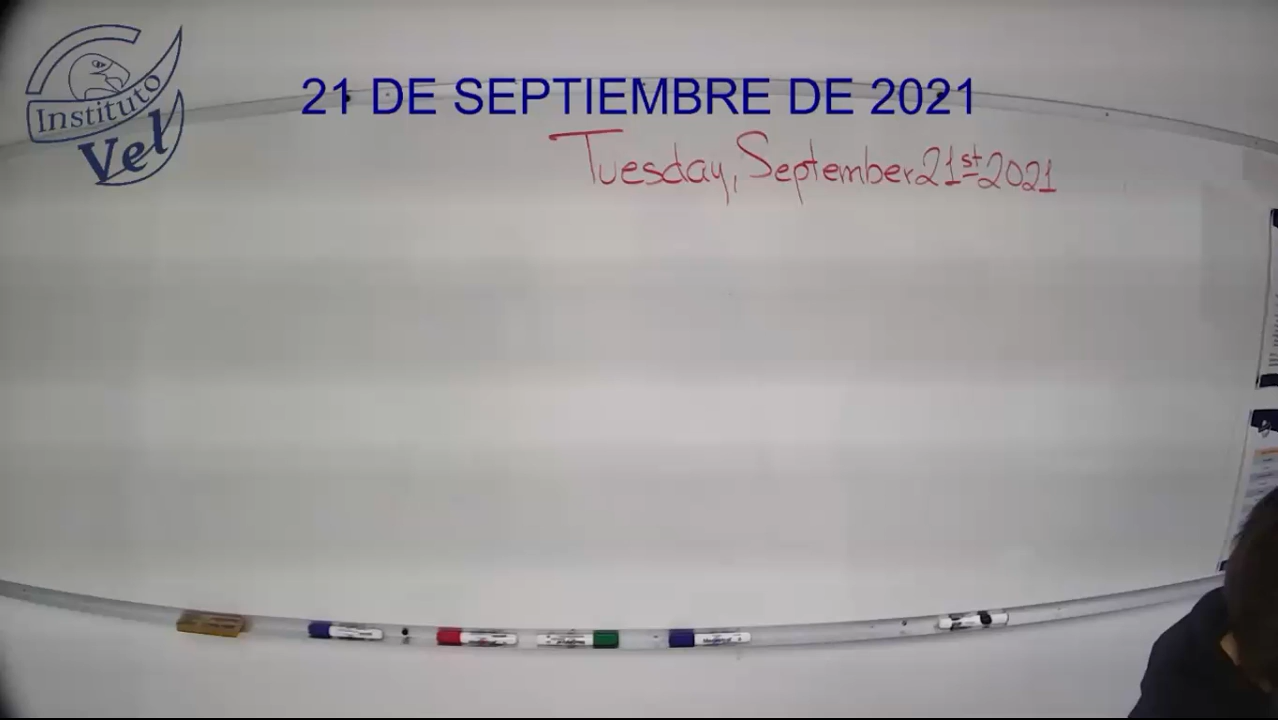 Instituto
Vel
21 DE SEPTIEMBRE DE 2021
Tuesday, September 21st 2021